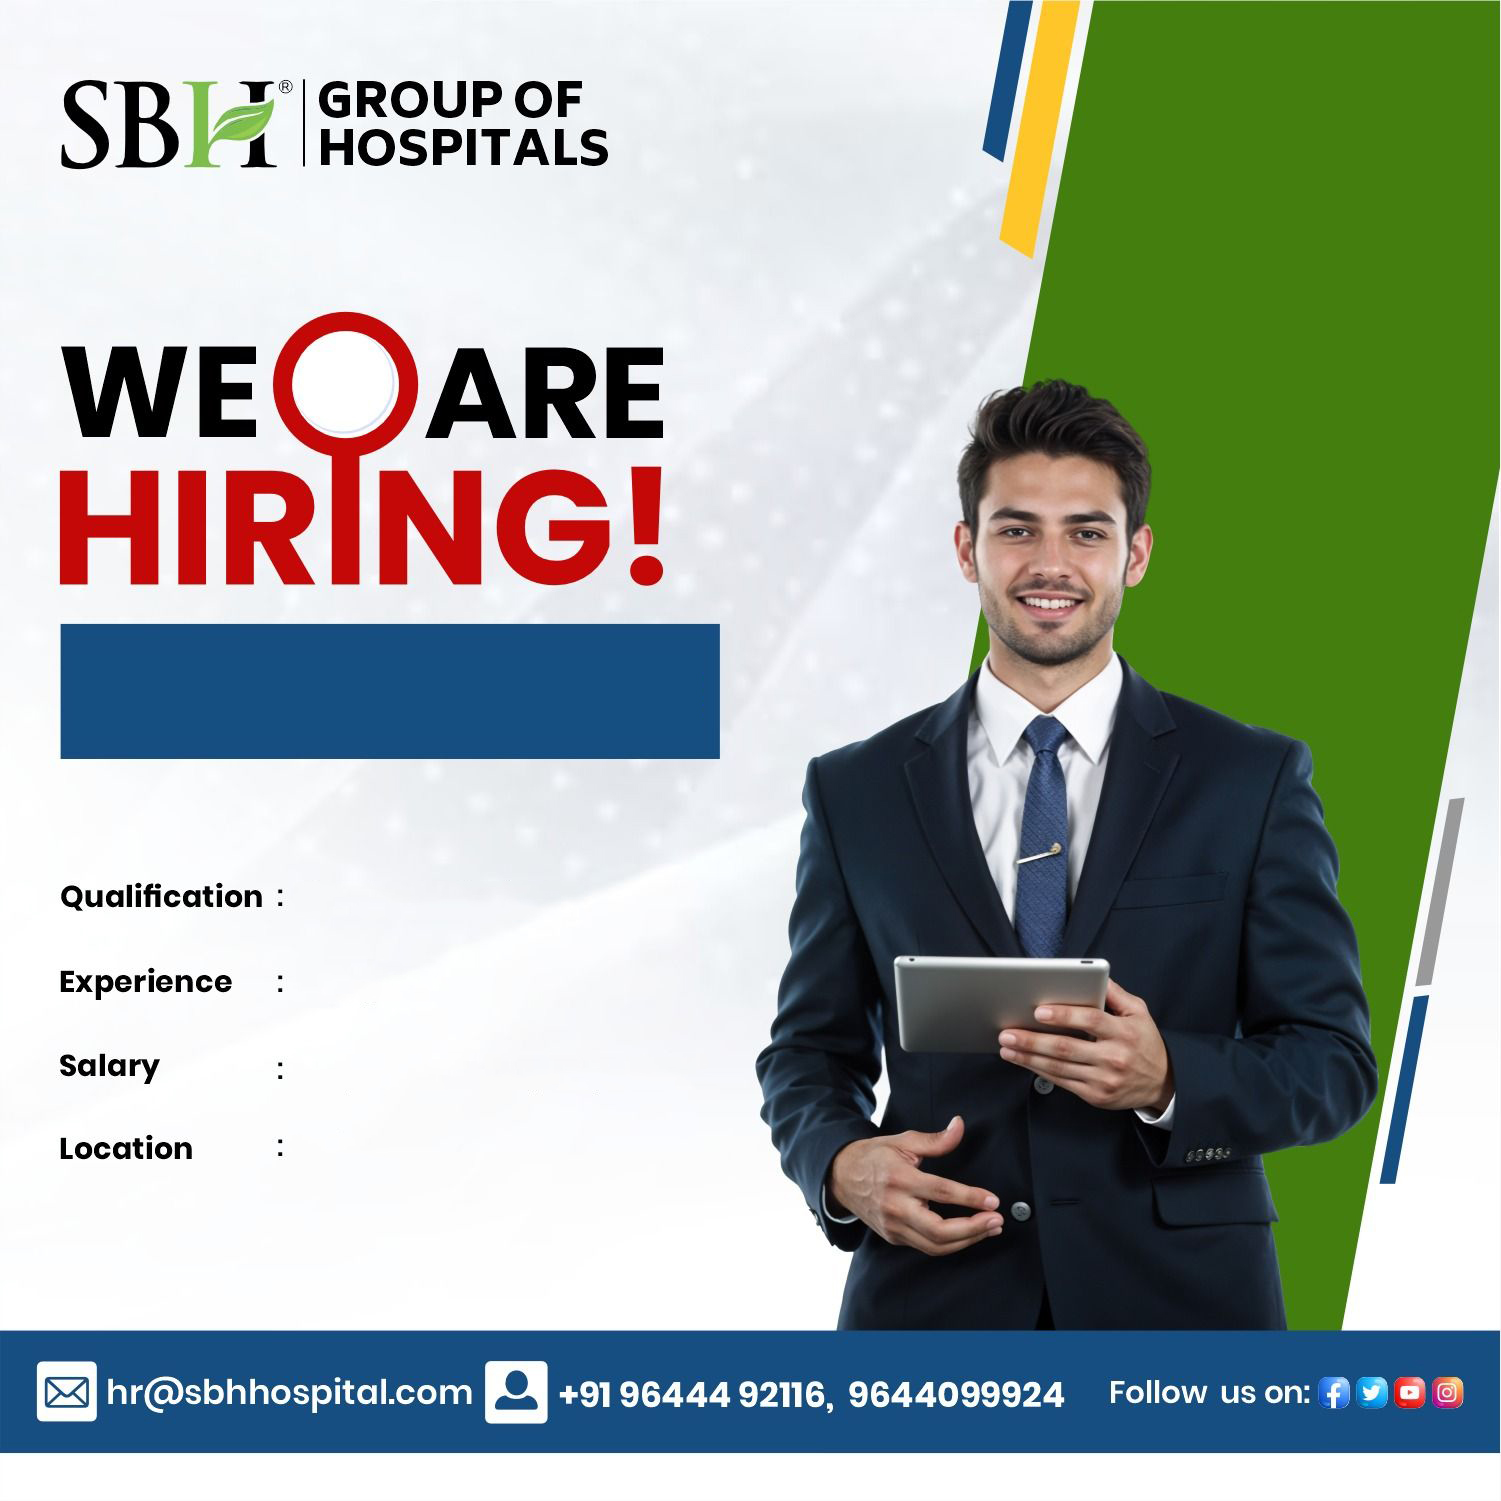 SBH® GROUP OF
HOSPITALS
WE ARE
HIRING!
Qualification :
Experience :
Salary :
Location :
hr@sbhhospital.com +91 96444 92116, 9644099924 Follow us on: